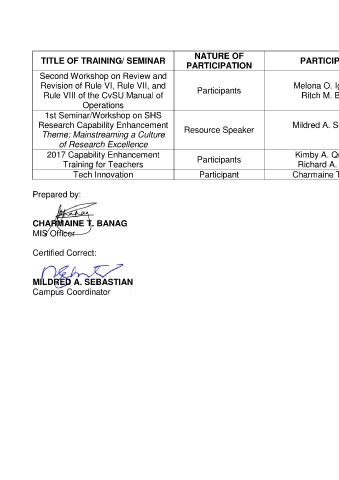 TITLE OF TRAINING/ SEMINAR
NATURE OF PARTICIPATION
PARTICIP
Second Workshop on Review and
Revision of Rule VI, Rule VII, and
Rule VIII of the CvSU Manual of
Operations
Participants
Melona O. I
Ritch M. B
1st Seminar/Workshop on SHS
Research Capability Enhancement
Theme: Mainstreaming a Culture
of Research Excellence
Resource Speaker
Mildred A. S
2017 Capability Enhancement
Training for Teachers
Participants
Kimby A. Q
Richard A.
Tech Innovation
Participant
Charmaine T
Prepared by:
CHARMAINE T. BANAG
MIS Officer
Certified Correct:
MILDRED A. SEBASTIAN
Campus Coordinator